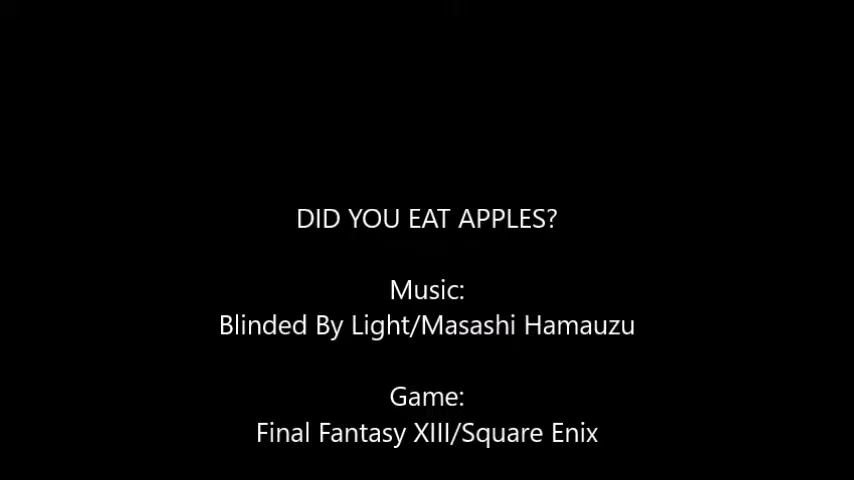 DID YOU EAT APPLES?
Music:
Blinded By Light/Masashi Hamauzu
Game:
Final Fantasy XIII/Square Enix